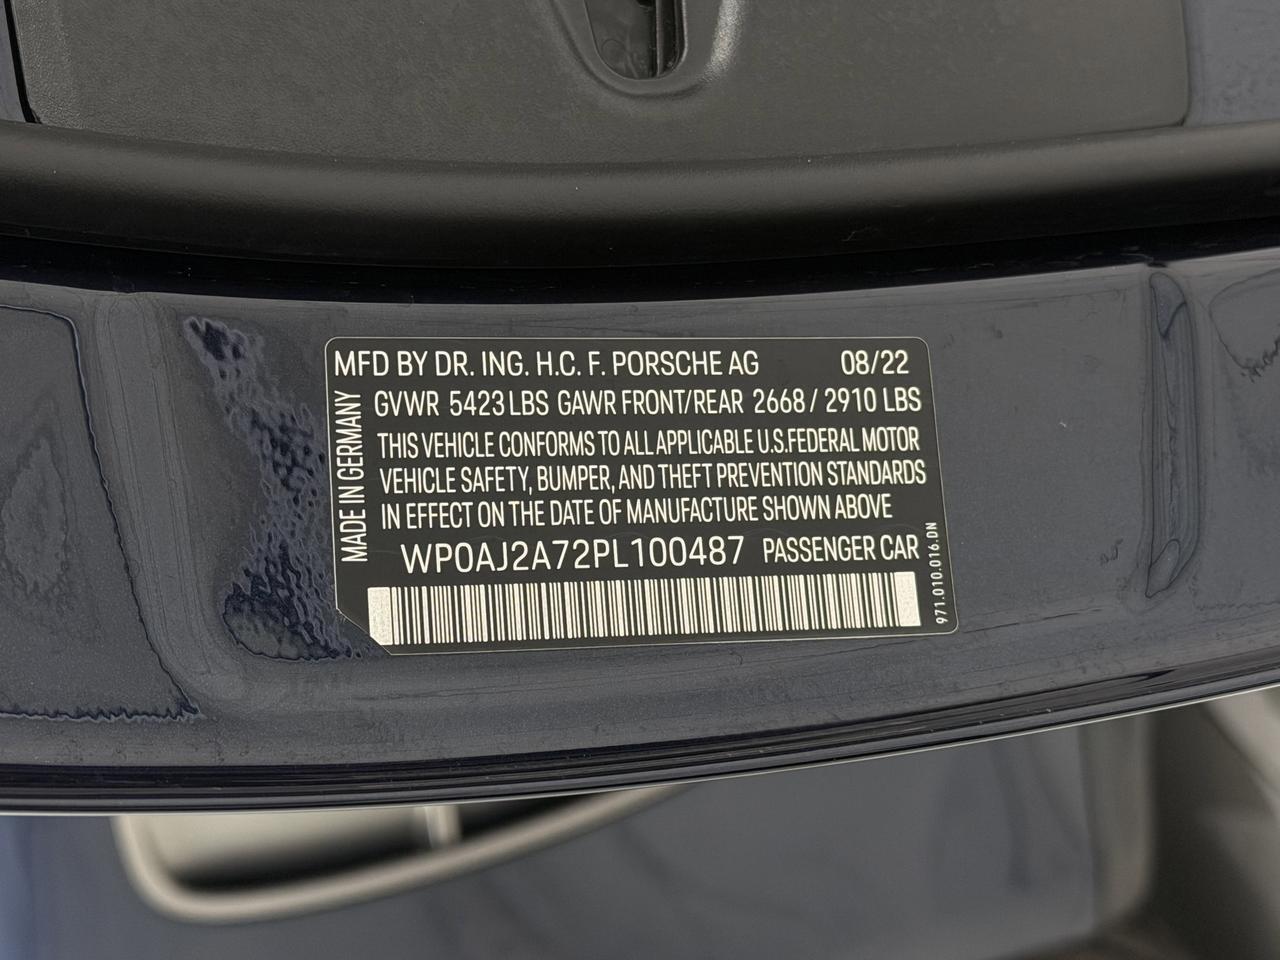 MFD BY DR. ING. H.C. F. PORSCHE AG 08/22
GVWR 5423 LBS GAWR FRONT/REAR 2668 / 2910 LBS
THIS VEHICLE CONFORMS TO ALL APPLICABLE U.S.FEDERAL MOTOR
VEHICLE SAFETY, BUMPER, AND THEFT PREVENTION STANDARDS
IN EFFECT ON THE DATE OF MANUFACTURE SHOWN ABOVE
WP0AJ2A72PL100487 PASSENGER CAR
MADE IN GERMANY
971.010.016.DN